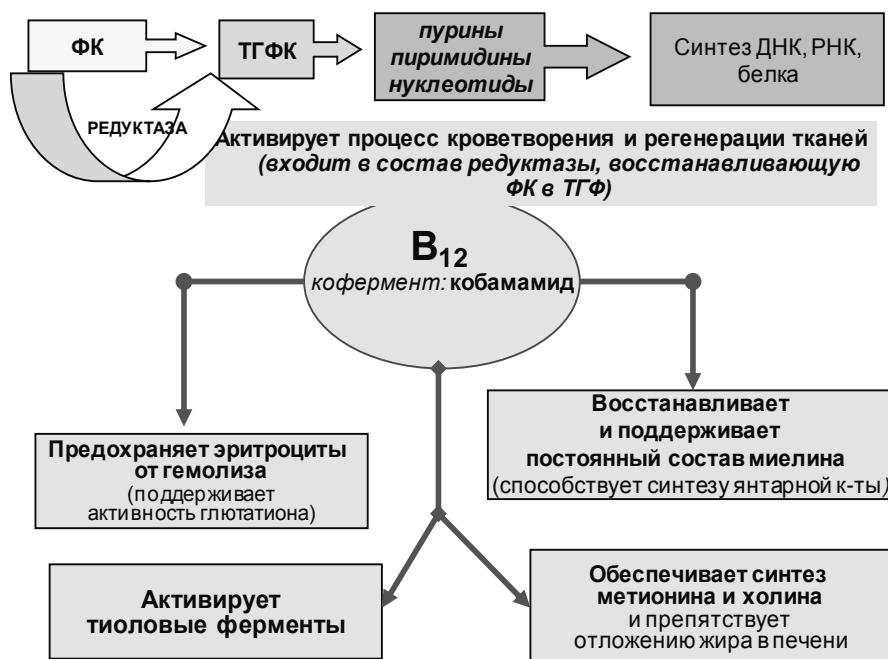 ФК
ТГФК
пурины
пиримидины
нуклеотиды
Синтез ДНК, РНК,
белка
РЕДУКТАЗА
Активирует процесс кроветворения и регенерации тканей
(входит в состав редуктазы, восстанавливающую
ФК в ТГФ)
B12
кофермент: кобамамид
Предохраняет эритроциты
от гемолиза
(поддерживает
активность глютатиона)
Восстанавливает
и поддерживает
постоянный состав миелина
(способствует синтезу янтарной к-ты)
Активирует
тиоловые ферменты
Обеспечивает синтез
метионина и холина
и препятствует
отложению жира в печени